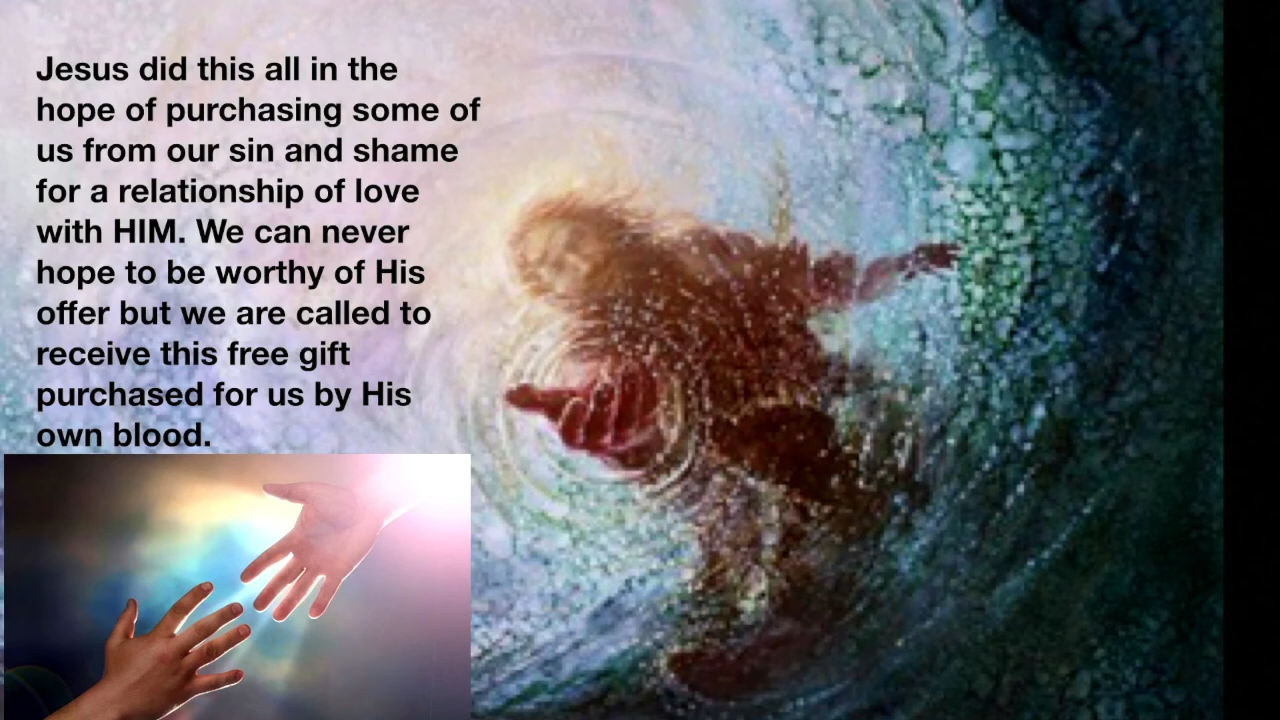 Jesus did this all in the
hope of purchasing some of
us from our sin and shame
for a relationship of love
with HIM. We can never
hope to be worthy of His
offer but we are called to
receive this free gift
purchased for us by His
own blood.